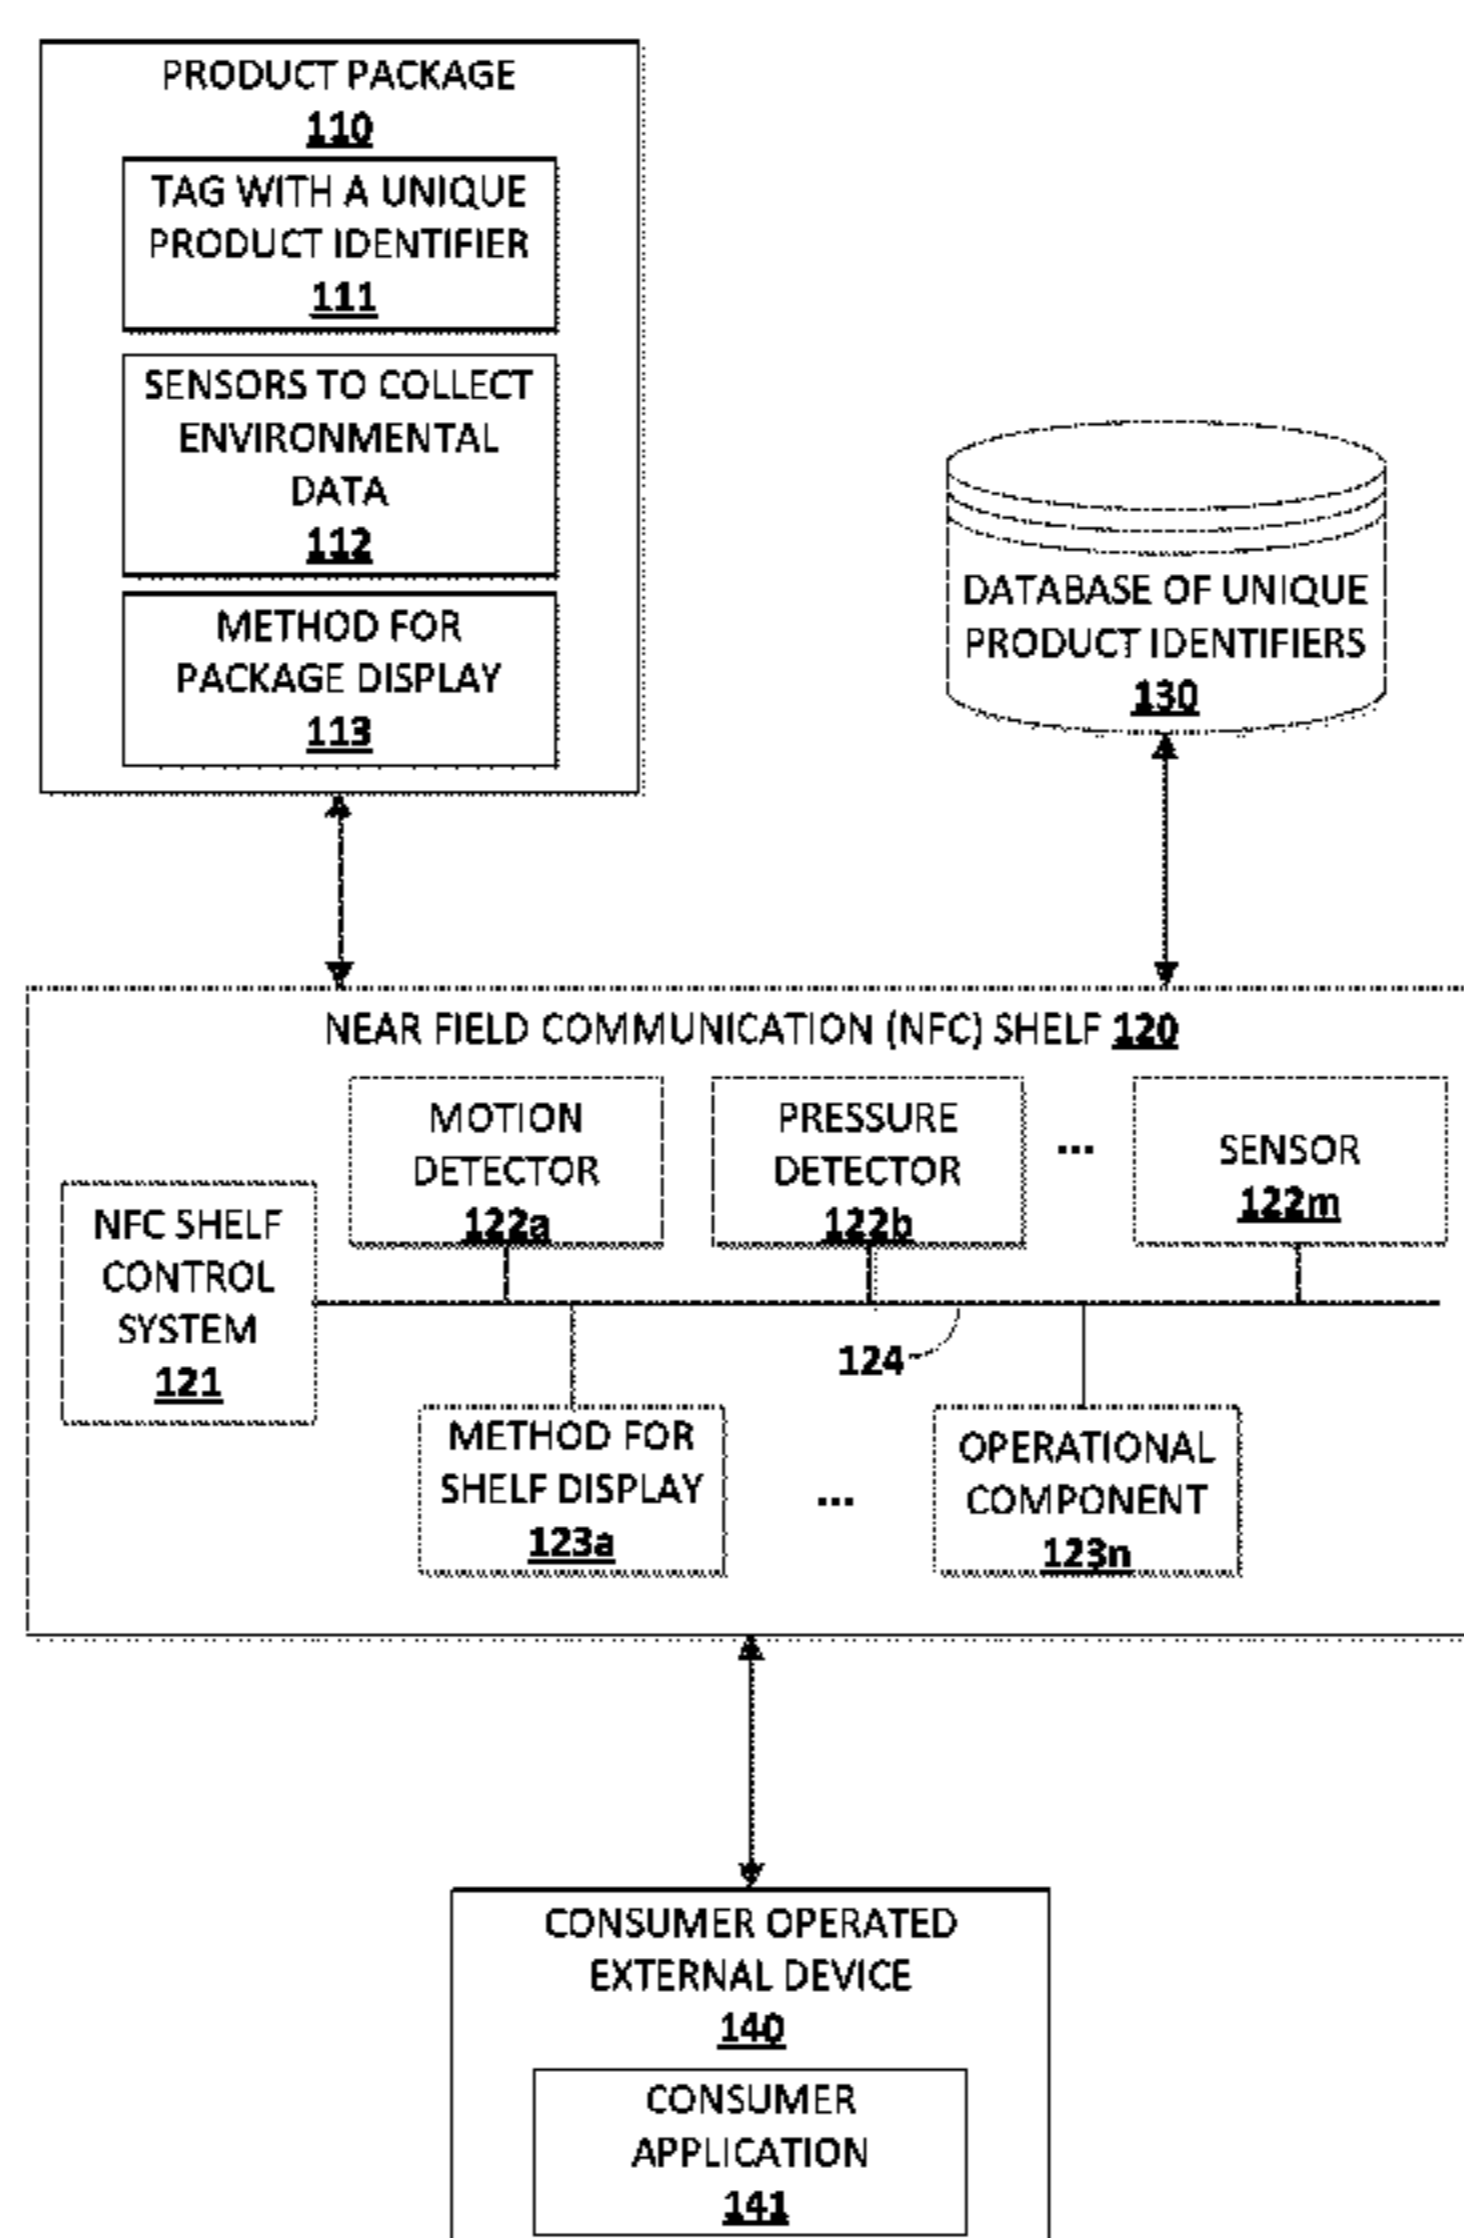 PRODUCT PACKAGE
110
TAG WITH A UNIQUE
PRODUCT IDENTIFIER
111
SENSORS TO COLLECT
ENVIRONMENTAL
DATA
112
METHOD FOR
PACKAGE DISPLAY
113
DATABASE OF UNIQUE
PRODUCT IDENTIFIERS
130
NEAR FIELD COMMUNICATION (NFC) SHELF 120
MOTION
DETECTOR
122a
PRESSURE
DETECTOR
122b
...
SENSOR
122m
NFC SHELF
CONTROL
SYSTEM
121
124
METHOD FOR
SHELF DISPLAY
123a
...
OPERATIONAL
COMPONENT
123n
CONSUMER OPERATED
EXTERNAL DEVICE
140
CONSUMER
APPLICATION
141